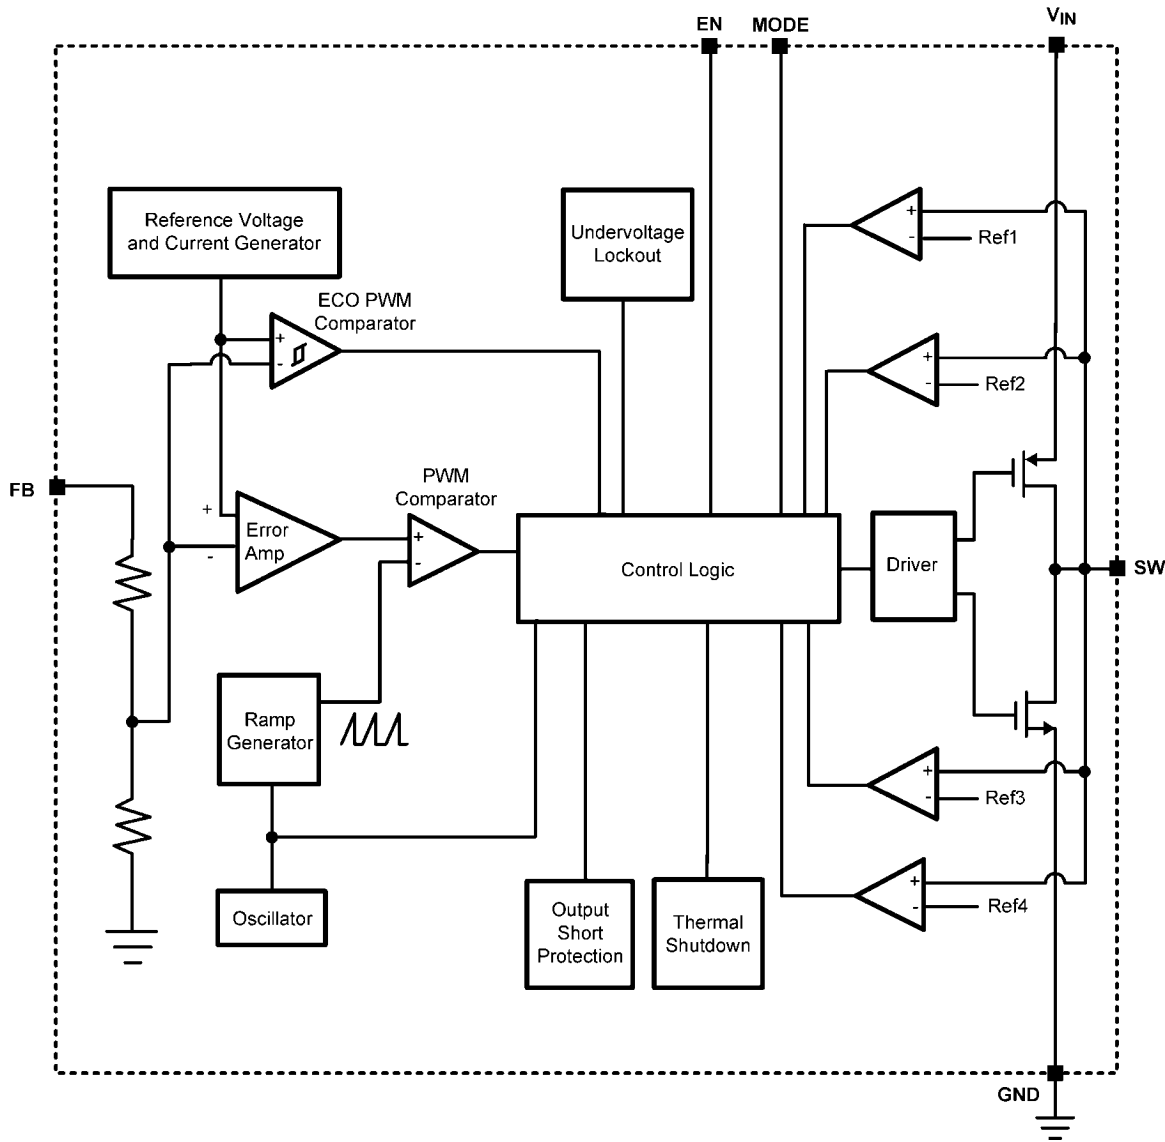 EN MODE VIN
Reference Voltage
and Current Generator
Undervoltage
Lockout
+
-
Ref1
ECO PWM
Comparator
+
-
+
-
Ref2
FB
PWM
Comparator
+
-
Error
Amp
+
-
Control Logic
Driver
SW
Ramp
Generator
+
-
Ref3
+
-
Ref4
Oscillator
Output
Short
Protection
Thermal
Shutdown
GND